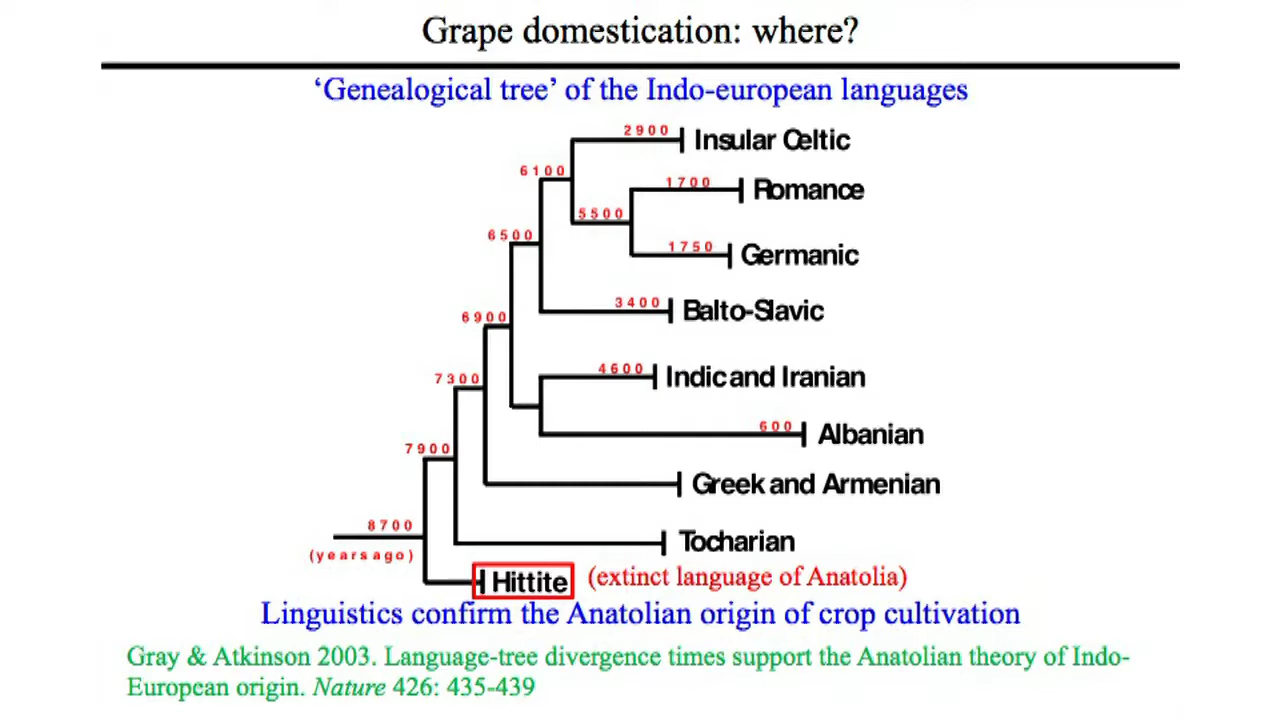 Grape domestication: where?
‘Genealogical tree’ of the Indo-european languages
2900
Insular Celtic
6100
1700
Romance
5500
6500
1750
Germanic
3400
Balto-Slavic
6900
4600
Indic and Iranian
7300
600
Albanian
7900
Greek and Armenian
8700
(years ago)
Tocharian
Hittite (extinct language of Anatolia)
Linguistics confirm the Anatolian origin of crop cultivation
Gray & Atkinson 2003. Language-tree divergence times support the Anatolian theory of Indo-
European origin. Nature 426: 435-439